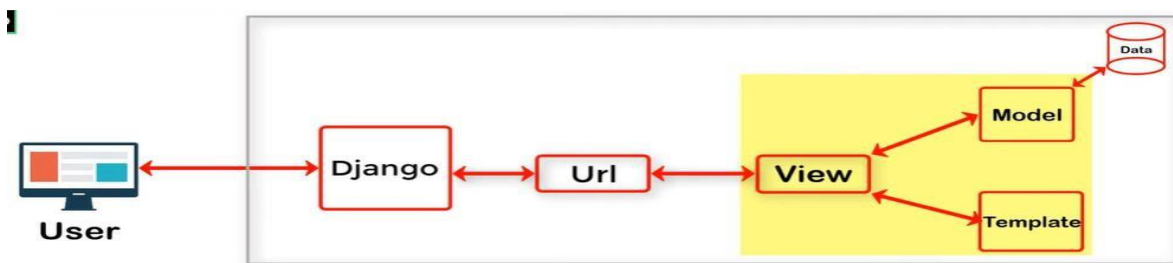 Data
Model
Django
Url
View
User
Template